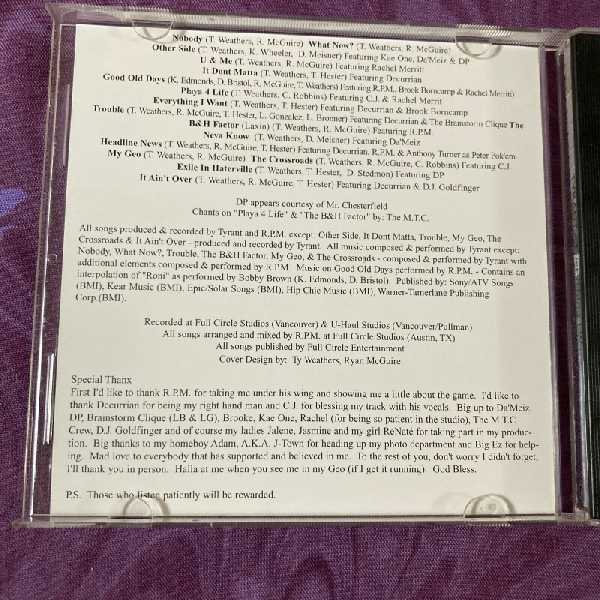 Nobody (T. Weathers, R. McGuire) What Now? (T. Weathers, R. McGuire)
Other Side (T. Weathers, K. Wheeler, D. Meisner) Featuring Kae One, De'Meiz & DP
U & Me (T. Weathers, R. McGuire) Featuring Rachel Merritt
It Dont Matta (T. Weathers, T. Hester) Featuring Decurrian
Good Old Days (K. Edmonds, D. Bristol, R. McGuire, T. Weathers) Featuring R.P.M., Brook Borncamp & Rachel Merritt)
Playa 4 Life (T. Weathers, C. Robbins) Featuring C.J. & Rachel Merrit
Everything I Want (T. Weathers, T. Hester) Featuring Decurrian & Brook Borncamp
Trouble (T. Weathers, R. McGuire, T. Hester, L. Gonzalez, L. Bronner) Featuring Decurrian & The Brainstorm Clique The
B&H Factor (Laxin) (T. Weathers, R. McGuire) Featuring R.P.M.
Neva Know (T. Weathers, D. Meisner) Featuring De'Meiz
Headline News (T. Weathers, R. McGuire, T. Hester) Featuring Decurrian, R.P.M. & Anthony Turner as Peter Pok'em
My Geo (T. Weathers, R. McGuire) The Crossroads (T. Weathers, R. McGuire, C. Robbins) Featuring C.J.
Exile In Haterville (T. Weathers, T. Hester, D. Stedmon) Featuring DP
It Ain't Over (T. Weathers, R. McGuire, T. Hester) Featuring Decurrian & D.J. Goldfinger
DP appears courtesy of Mr. Chesterfield
Chants on "Playa 4 Life" & "The B&H Factor" by: The M.T.C.
All songs produced & recorded by Tyrant and R.P.M. except: Other Side, It Dont Matta, Trouble, My Geo, The
Crossroads & It Ain't Over - produced and recorded by Tyrant. All music composed & performed by Tyrant except:
Nobody, What Now?, Trouble, The B&H Factor, My Geo, & The Crossroads - composed & performed by Tyrant with
additional elements composed & performed by R.P.M. Music on Good Old Days performed by R.P.M. - Contains an
interpolation of "Roni" as performed by Bobby Brown (K. Edmonds, D. Bristol). Published by: Sony/ATV Songs
(BMI), Kear Music (BMI), Epic/Solar Songs (BMI), Hip Chic Music (BMI), Warner-Tamerlane Publishing
Corp.(BMI).
Recorded at Full Circle Studios (Vancouver) & U-Haul Studios (Vancouver/Pullman)
All songs arranged and mixed by R.P.M. at Full Circle Studios (Austin, TX)
All songs published by Full Circle Entertainment
Cover Design by: Ty Weathers, Ryan McGuire
Special Thanx
First I'd like to thank R.P.M. for taking me under his wing and showing me a little about the game. I'd like to
thank Decurrian for being my right hand man and C.J. for blessing my track with his vocals. Big up to Da'Meiz,
DP, Brainstorm Clique (LB & LG), Brooke, Kae One, Rachel (for being so patient in the studio), The M.T.C.
Crew, D.J. Goldfinger and of course my ladies Jalene, Jasmine and my girl ReNaté for taking part in my produc-
tion. Big thanks to my homeboy Adam, A.K.A. J-Town for heading up my photo department and Big Ez for help-
ing. Mad love to everybody that has supported and believed in me. To the rest of you, don't worry I didn't forget,
I'll thank you in person. Halla at me when you see me in my Geo (if I get it running). God Bless.
P.S. Those who listen patiently will be rewarded.